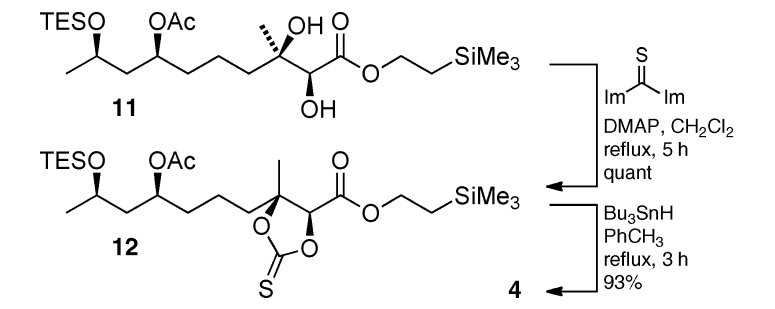 TESO OAc OH O SiMe₃
O
OH
11
S
Im Im
DMAP, CH₂Cl₂
reflux, 5 h
quant
TESO OAc O SiMe₃
O
O O
S
12
Bu₃SnH
PhCH₃
reflux, 3 h
93%
4